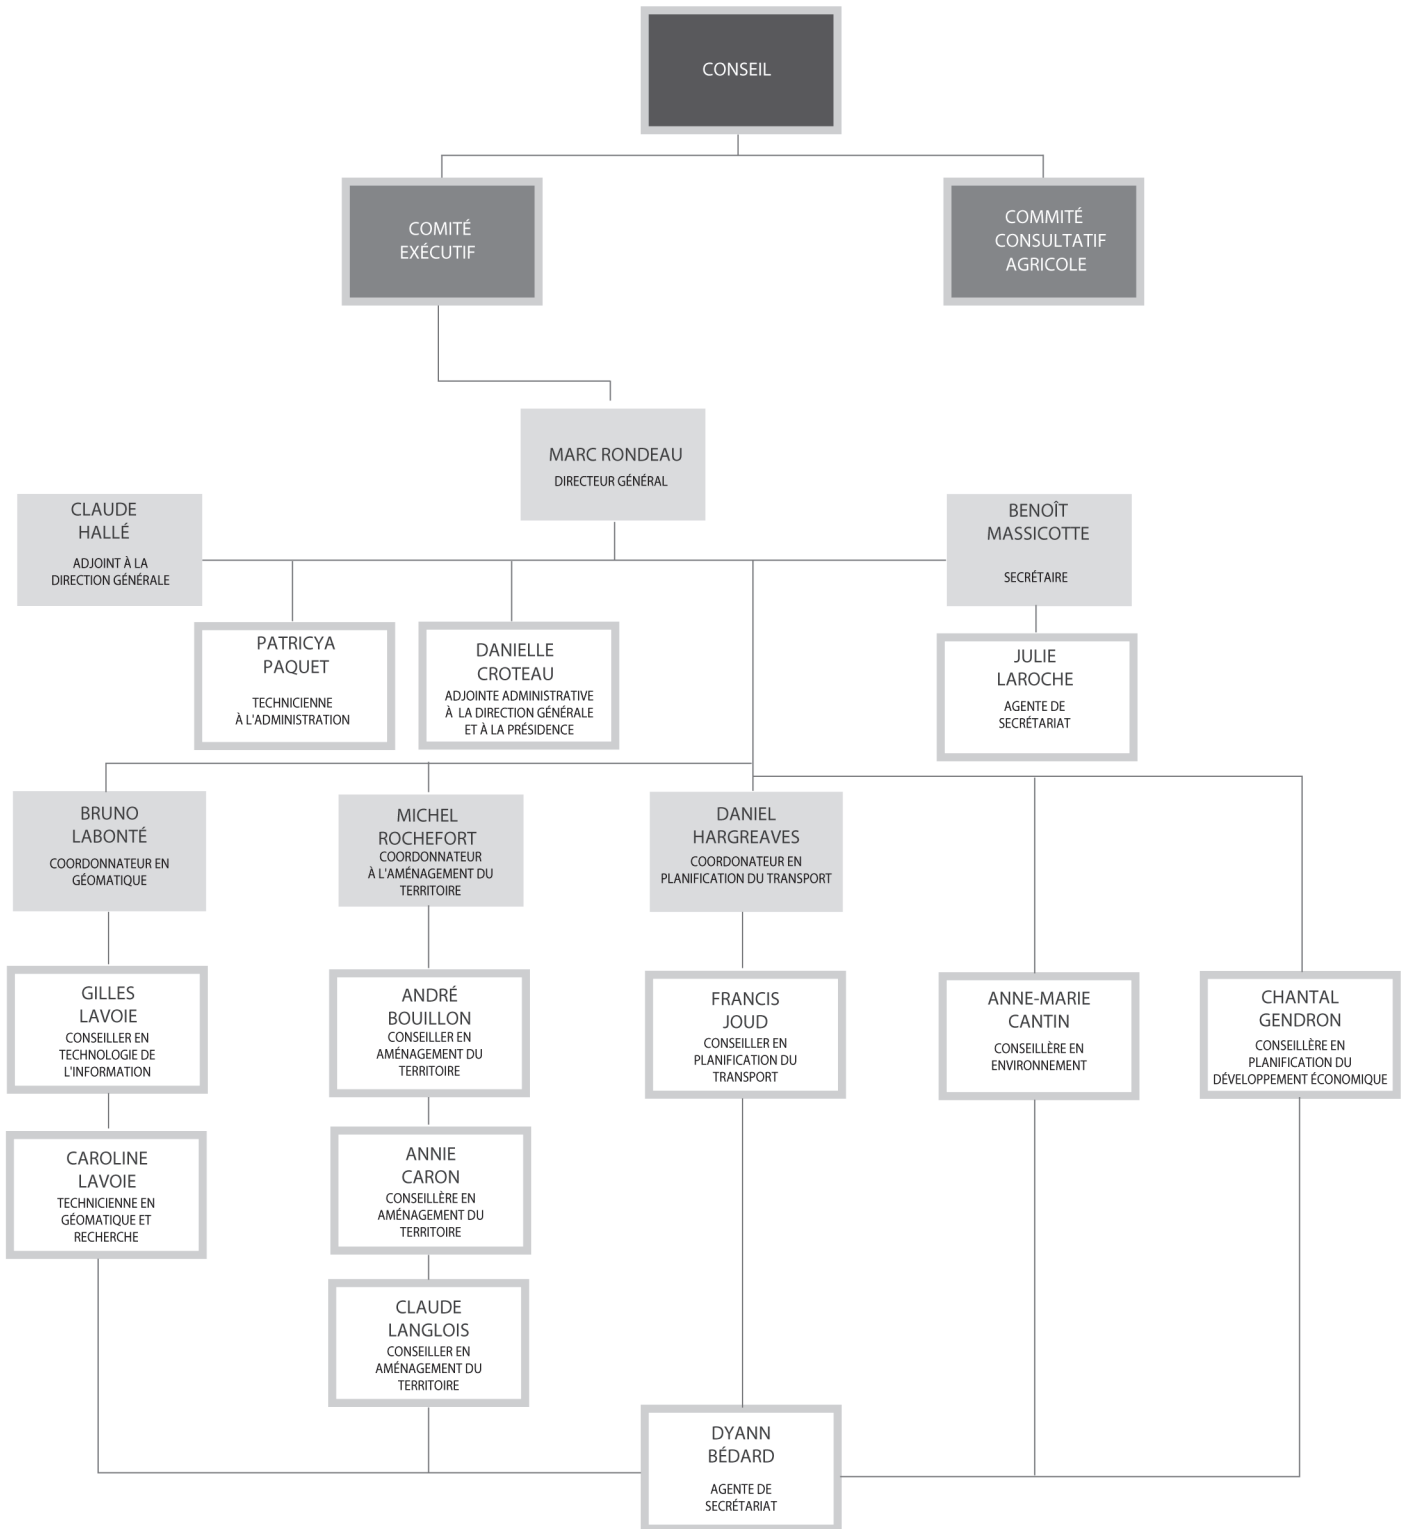 CONSEIL
COMITÉ
EXÉCUTIF
COMMITÉ
CONSULTATIF
AGRICOLE
MARC RONDEAU
DIRECTEUR GÉNÉRAL
CLAUDE
HALLÉ
ADJOINT À LA
DIRECTION GÉNÉRALE
BENOÎT
MASSICOTTE
SECRÉTAIRE
PATRICYA
PAQUET
TECHNICIENNE
À L'ADMINISTRATION
DANIELLE
CROTEAU
ADJOINTE ADMINISTRATIVE
À LA DIRECTION GÉNÉRALE
ET À LA PRÉSIDENCE
JULIE
LAROCHE
AGENTE DE
SECRÉTARIAT
BRUNO
LABONTÉ
COORDONNATEUR EN
GÉOMATIQUE
MICHEL
ROCHEFORT
COORDONNATEUR
À L'AMÉNAGEMENT DU
TERRITOIRE
DANIEL
HARGREAVES
COORDONATEUR EN
PLANIFICATION DU TRANSPORT
GILLES
LAVOIE
CONSEILLER EN
TECHNOLOGIE DE
L'INFORMATION
ANDRÉ
BOUILLON
CONSEILLER EN
AMÉNAGEMENT DU
TERRITOIRE
FRANCIS
JOUD
CONSEILLER EN
PLANIFICATION DU
TRANSPORT
ANNE-MARIE
CANTIN
CONSEILLÈRE EN
ENVIRONNEMENT
CHANTAL
GENDRON
CONSEILLÈRE EN
PLANIFICATION DU
DÉVELOPPEMENT ÉCONOMIQUE
CAROLINE
LAVOIE
TECHNICIENNE EN
GÉOMATIQUE ET
RECHERCHE
ANNIE
CARON
CONSEILLÈRE EN
AMÉNAGEMENT DU
TERRITOIRE
CLAUDE
LANGLOIS
CONSEILLER EN
AMÉNAGEMENT DU
TERRITOIRE
DYANN
BÉDARD
AGENTE DE
SECRÉTARIAT